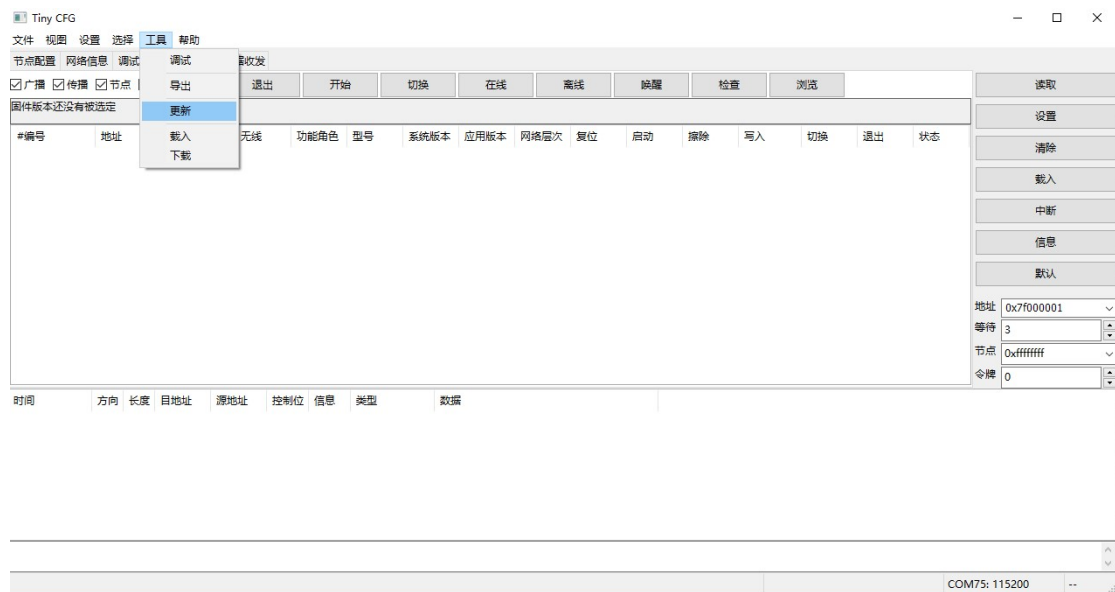 Tiny CFG
文件 视图 设置 选择 工具 帮助
节点配置 网络信息 调试 收发
调试
导出
更新
载入
下载
广播 传播 节点 退出 开始 切换 在线 离线 唤醒 检查 浏览
固件版本还没有被选定
#编号 地址 无线 功能角色 型号 系统版本 应用版本 网络层次 复位 启动 擦除 写入 切换 退出 状态
读取
设置
清除
载入
中断
信息
默认
地址 0x7f000001
等待 3
节点 0xffffffff
令牌 0
时间 方向 长度 目地址 源地址 控制位 信息 类型 数据
COM75: 115200 --